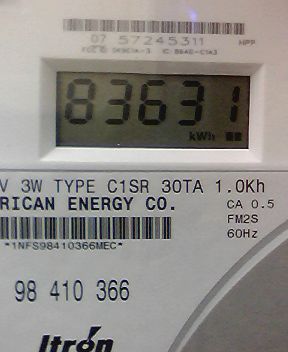 07 57245311 HPP
83631
kWh
V 3W TYPE C1SR 30TA 1.0Kh
RICAN ENERGY CO. CA 0.5
FM2S
*1NFS98410366MEC* 60Hz
98 410 366
Itron